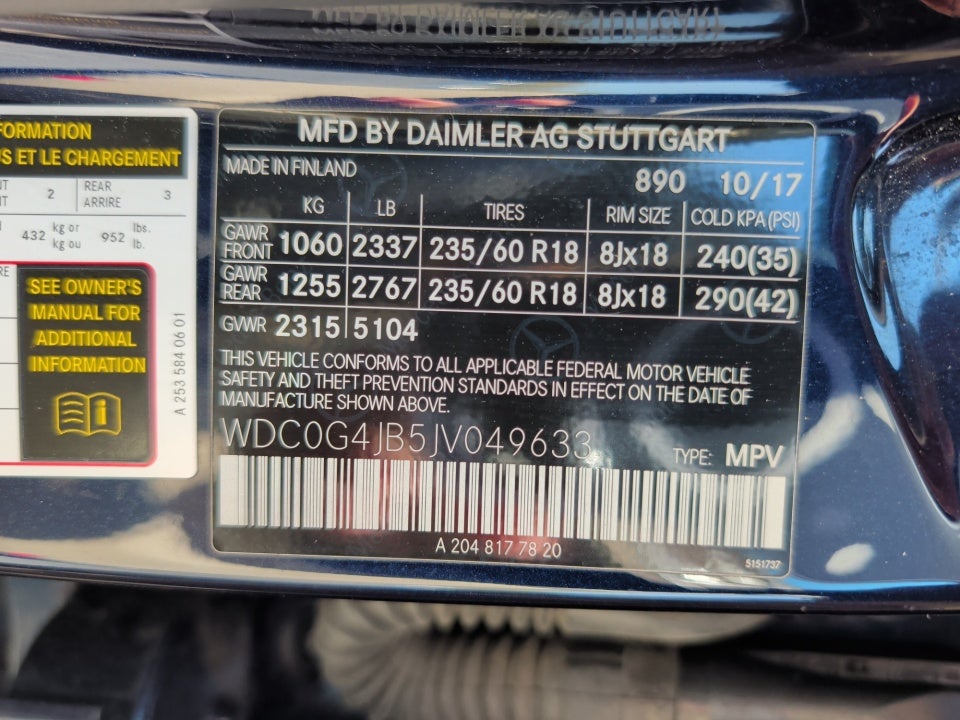 FORMATION
US ET LE CHARGEMENT
2 REAR ARRIRE 3
432 kg or kg ou 952 lbs. lb.
SEE OWNER'S
MANUAL FOR
ADDITIONAL
INFORMATION
A 253 584 06 01
MFD BY DAIMLER AG STUTTGART
MADE IN FINLAND
890 10/17
KG LB TIRES RIM SIZE COLD KPA(PSI)
GAWR FRONT 1060 2337 235/60 R18 8Jx18 240(35)
GAWR REAR 1255 2767 235/60 R18 8Jx18 290(42)
GVWR 2315 5104
THIS VEHICLE CONFORMS TO ALL APPLICABLE FEDERAL MOTOR VEHICLE
SAFETY AND THEFT PREVENTION STANDARDS IN EFFECT ON THE DATE OF
MANUFACTURE SHOWN ABOVE.
WDC0G4JB5JV049633
TYPE: MPV
A 204 817 78 20
5151737